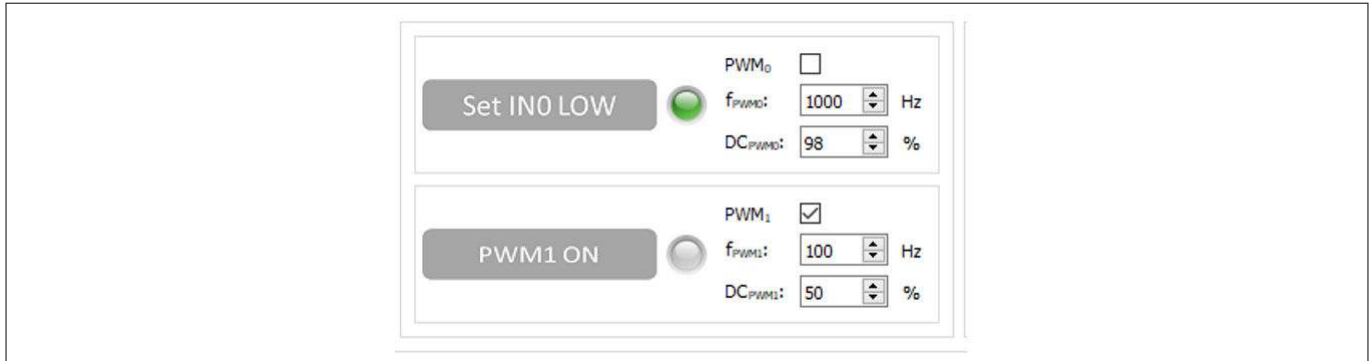 PWM₀
Set IN0 LOW
fPWM0: 1000 Hz
DCPWM0: 98 %
PWM₁
PWM1 ON
fPWM1: 100 Hz
DCPWM1: 50 %